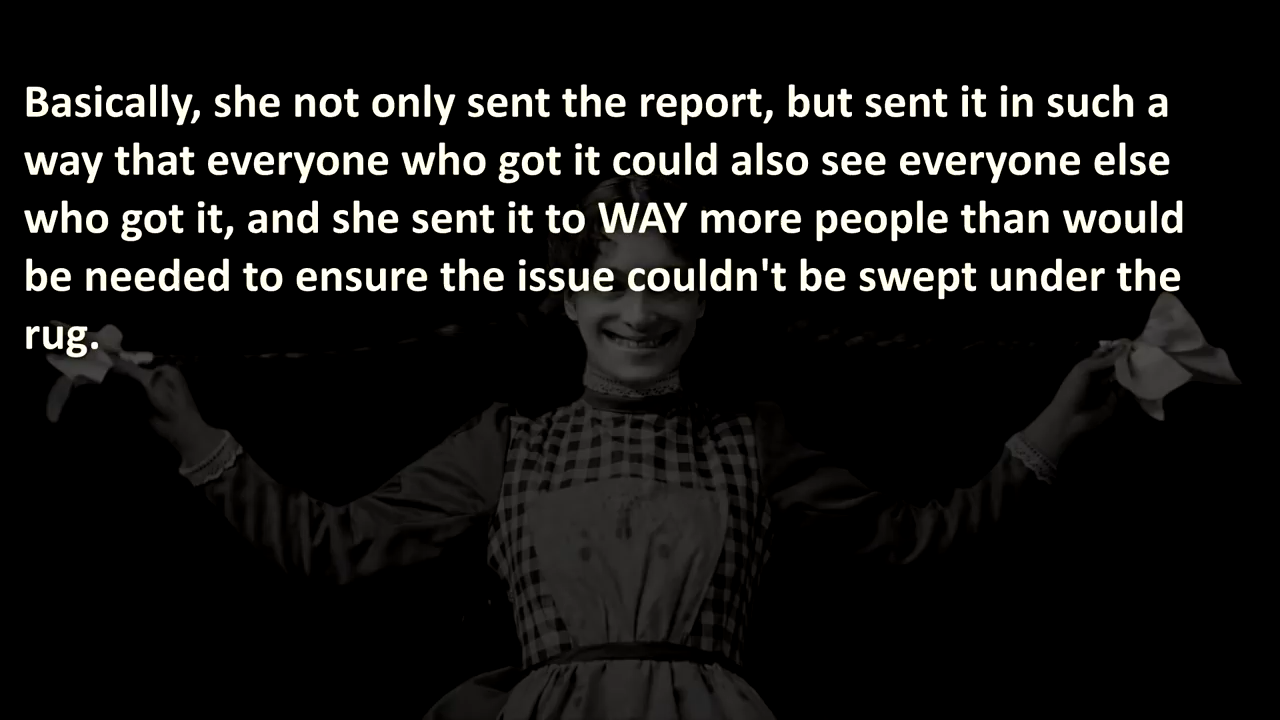 Basically, she not only sent the report, but sent it in such a
way that everyone who got it could also see everyone else
who got it, and she sent it to WAY more people than would
be needed to ensure the issue couldn't be swept under the
rug.